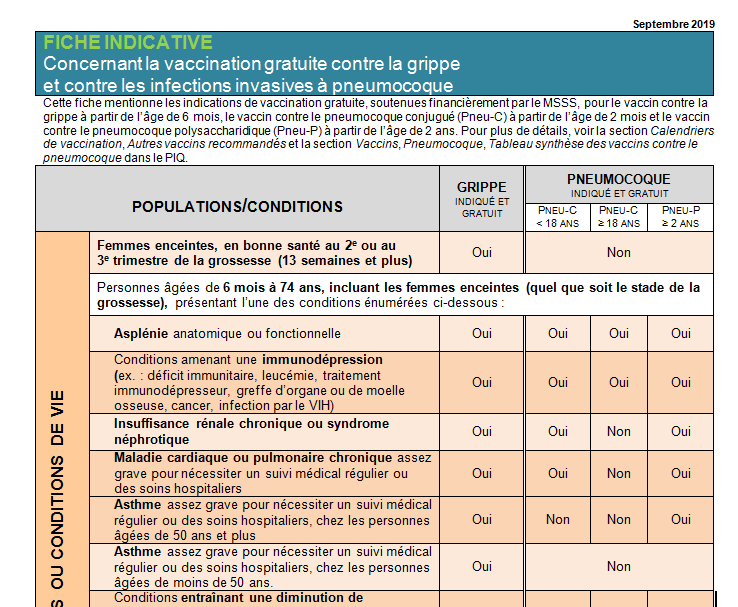 Septembre 2019
FICHE INDICATIVE
Concernant la vaccination gratuite contre la grippe
et contre les infections invasives à pneumocoque
Cette fiche mentionne les indications de vaccination gratuite, soutenues financièrement par le MSSS, pour le vaccin contre la
grippe à partir de l'âge de 6 mois, le vaccin contre le pneumocoque conjugué (Pneu-C) à partir de l'âge de 2 mois et le vaccin
contre le pneumocoque polysaccharidique (Pneu-P) à partir de l'âge de 2 ans. Pour plus de détails, voir la section Calendriers
de vaccination, Autres vaccins recommandés et la section Vaccins, Pneumocoque, Tableau synthèse des vaccins contre le
pneumocoque dans le PIQ.
POPULATIONS/CONDITIONS
GRIPPE
INDIQUÉ ET
GRATUIT
PNEUMOCOQUE
INDIQUÉ ET GRATUIT
PNEU-C
< 18 ANS
PNEU-C
≥ 18 ANS
PNEU-P
≥ 2 ANS
S OU CONDITIONS DE VIE
Femmes enceintes, en bonne santé au 2e ou au
3e trimestre de la grossesse (13 semaines et plus)
Oui
Non
Personnes âgées de 6 mois à 74 ans, incluant les femmes enceintes (quel que soit le stade de la
grossesse), présentant l'une des conditions énumérées ci-dessous :
Asplénie anatomique ou fonctionnelle
Oui
Oui
Oui
Oui
Conditions amenant une immunodépression
(ex. : déficit immunitaire, leucémie, traitement
immunodépresseur, greffe d'organe ou de moelle
osseuse, cancer, infection par le VIH)
Oui
Oui
Oui
Oui
Insuffisance rénale chronique ou syndrome
néphrotique
Oui
Oui
Non
Oui
Maladie cardiaque ou pulmonaire chronique assez
grave pour nécessiter un suivi médical régulier ou
des soins hospitaliers
Oui
Oui
Non
Oui
Asthme assez grave pour nécessiter un suivi médical
régulier ou des soins hospitaliers, chez les personnes
âgées de 50 ans et plus
Oui
Non
Non
Oui
Asthme assez grave pour nécessiter un suivi médical
régulier ou des soins hospitaliers, chez les personnes
âgées de moins de 50 ans.
Oui
Non
Conditions entraînant une diminution de